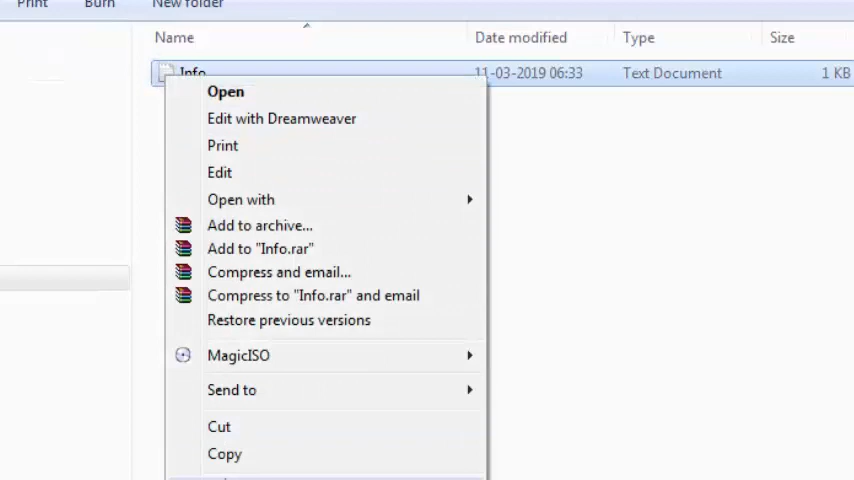 Print Burn New folder
Name Date modified Type Size
Info 11-03-2019 06:33 Text Document 1 KB
Open
Edit with Dreamweaver
Print
Edit
Open with
Add to archive...
Add to "Info.rar"
Compress and email...
Compress to "Info.rar" and email
Restore previous versions
MagicISO
Send to
Cut
Copy